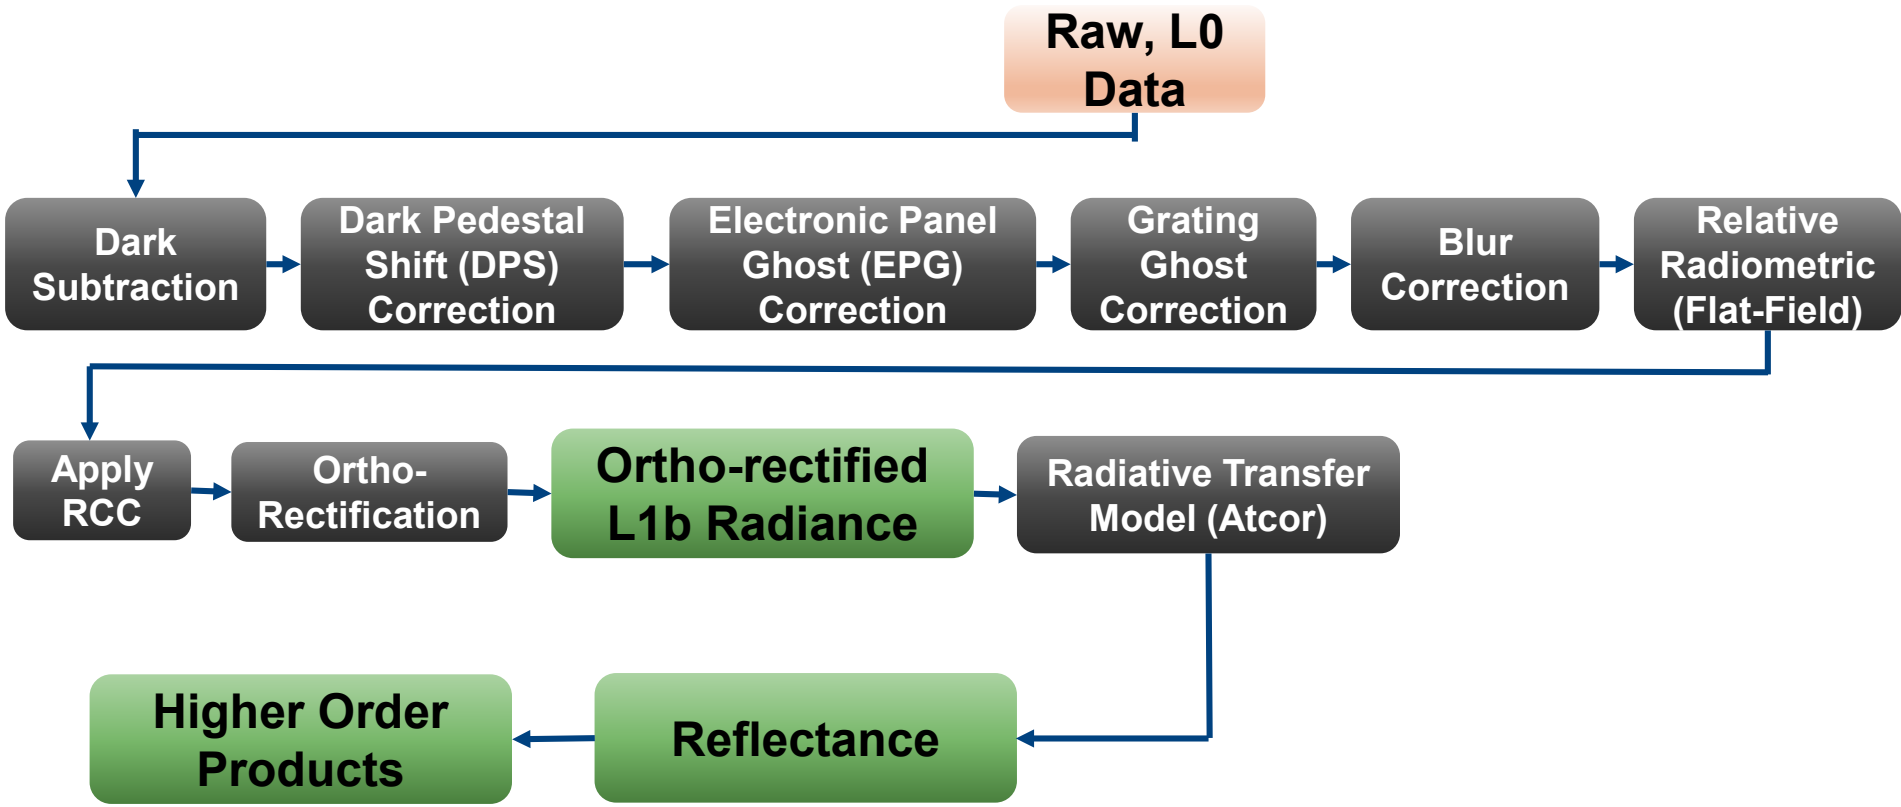 Raw, L0
Data
Dark
Subtraction
Dark Pedestal
Shift (DPS)
Correction
Electronic Panel
Ghost (EPG)
Correction
Grating
Ghost
Correction
Blur
Correction
Relative
Radiometric
(Flat-Field)
Apply
RCC
Ortho-
Rectification
Ortho-rectified
L1b Radiance
Radiative Transfer
Model (Atcor)
Higher Order
Products
Reflectance